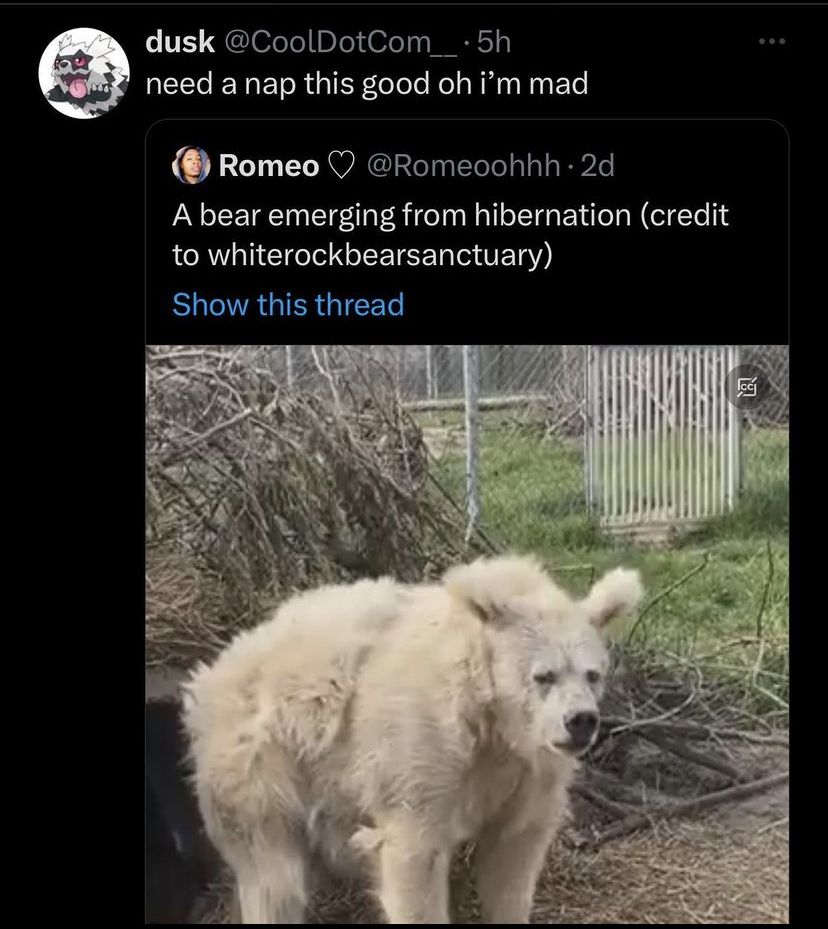 dusk @CoolDotCom__ · 5h
need a nap this good oh i’m mad
Romeo ♡ @Romeoohhh · 2d
A bear emerging from hibernation (credit
to whiterockbearsanctuary)
Show this thread
CC